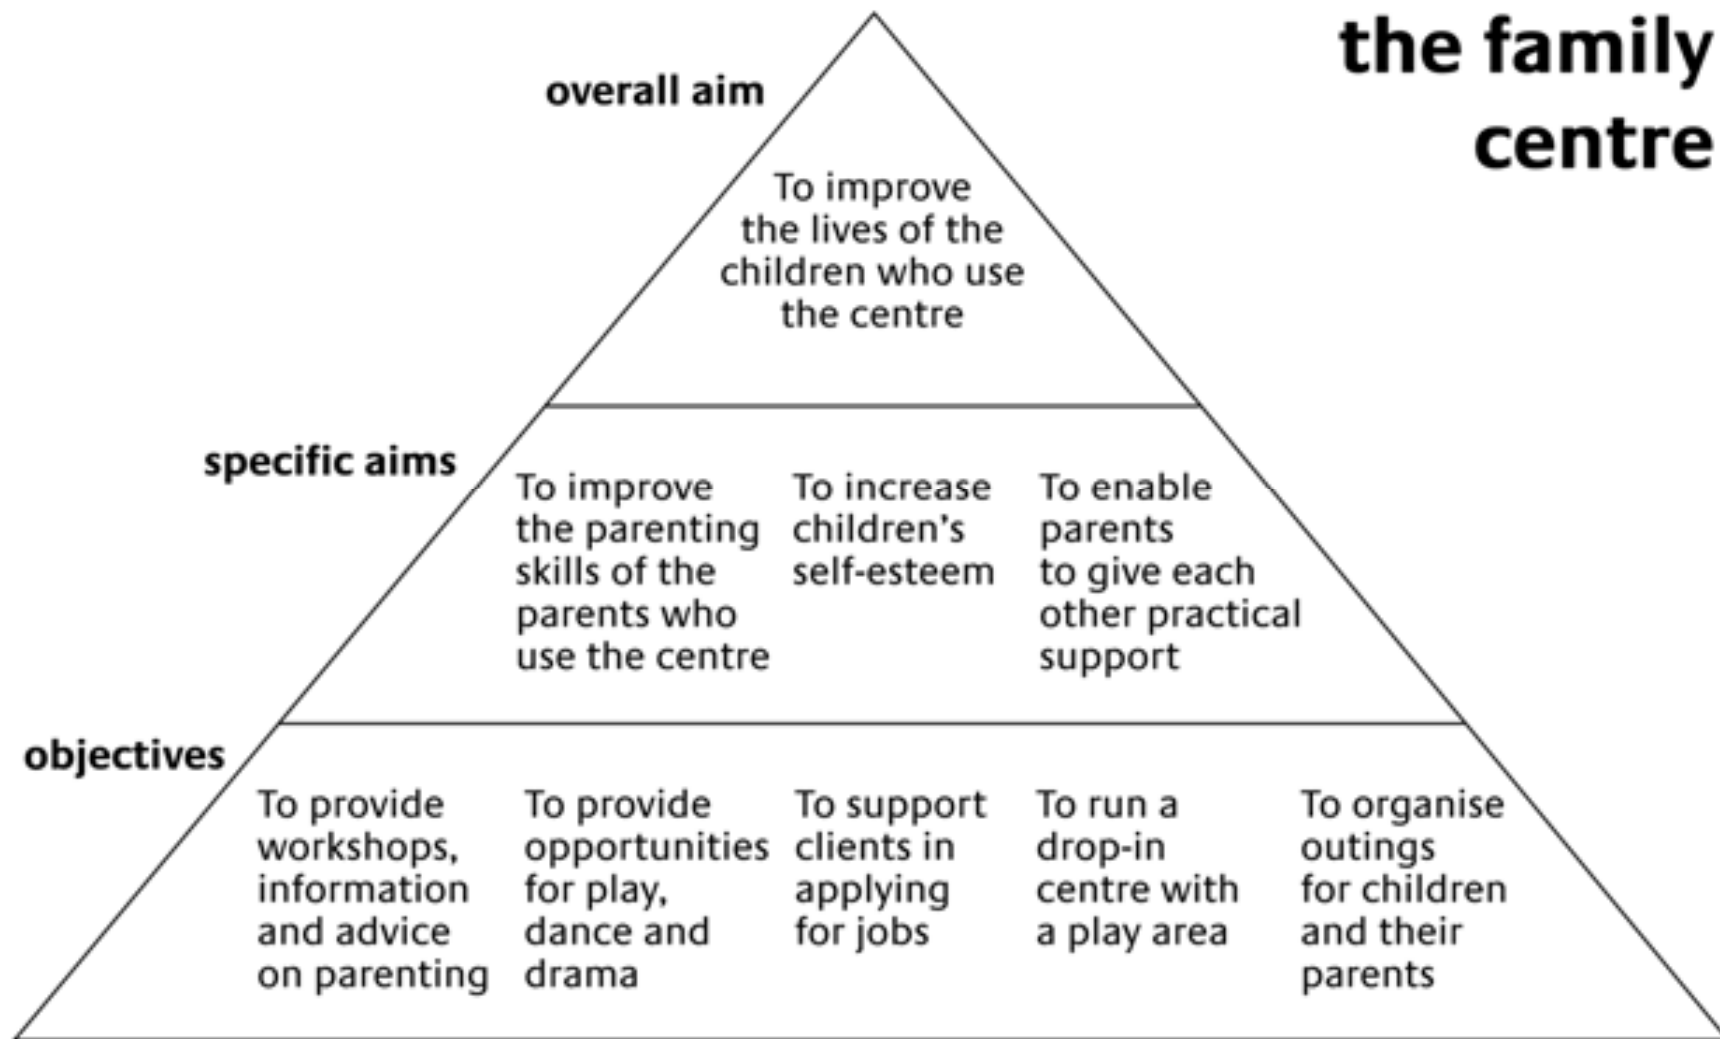 the family
centre
overall aim
To improve
the lives of the
children who use
the centre
specific aims
To improve
the parenting
skills of the
parents who
use the centre
To increase
children's
self-esteem
To enable
parents
to give each
other practical
support
objectives
To provide
workshops,
information
and advice
on parenting
To provide
opportunities
for play,
dance and
drama
To support
clients in
applying
for jobs
To run a
drop-in
centre with
a play area
To organise
outings
for children
and their
parents